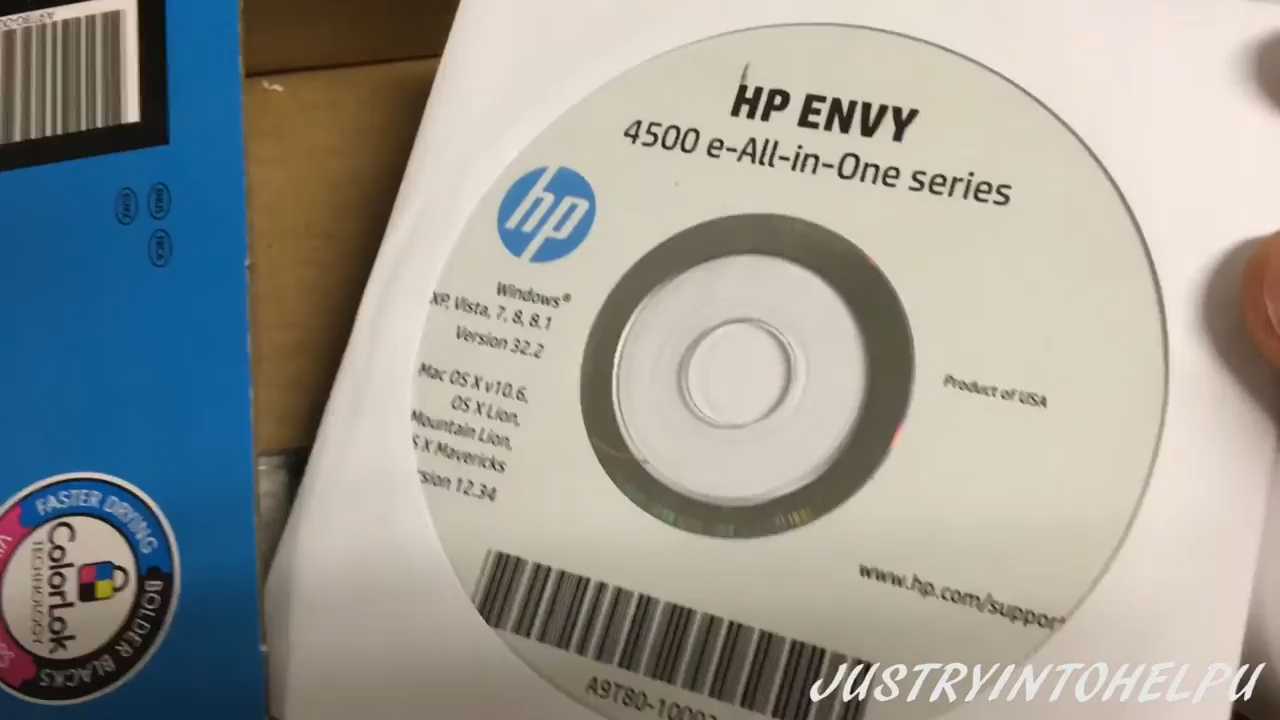 HP ENVY
4500 e-All-in-One series
hp
Windows®
XP, Vista, 7, 8, 8.1
Version 32.2
Mac OS X v10.6,
OS X Lion,
Mountain Lion,
S X Mavericks
rsion 12.34
Product of USA
www.hp.com/suppor
A9T80-1000
FASTER DRYING
ColorLok
TECHNOLOGY
BOLDER BLACKS
JUSTRYINTOHELPU